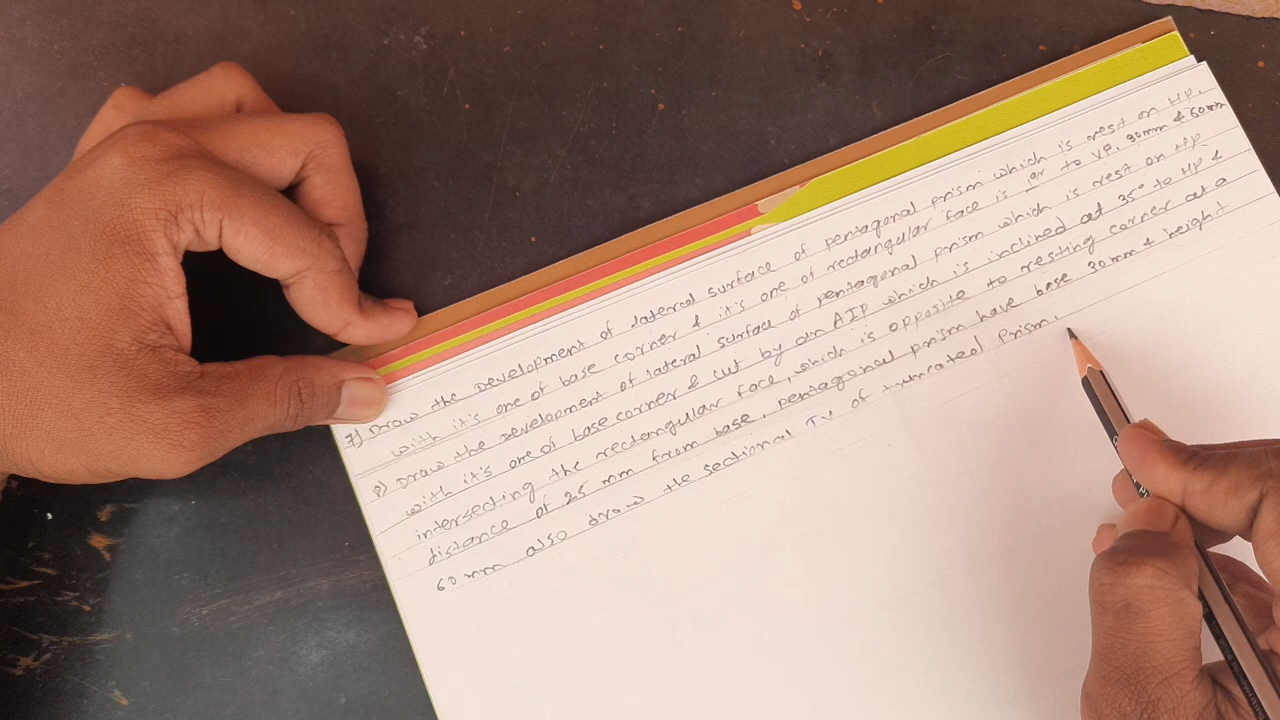 7) Draw the Development of lateral surface of pentagonal prism which is rest on HP.
with it's one of base corner & it's one of rectangular face is lar to VP. 30mm & 60mm
8) Draw the Development of lateral surface of pentagonal prism which is rest on HP
with it's one of base corner & cut by an AIP which is inclined at 35° to HP &
intersecting the rectangular face, which is opposite to resting corner at a
distance of 25 mm from base, pentagonal prism have base 30mm & height
60 mm also draw the sectional TV of truncated prism.